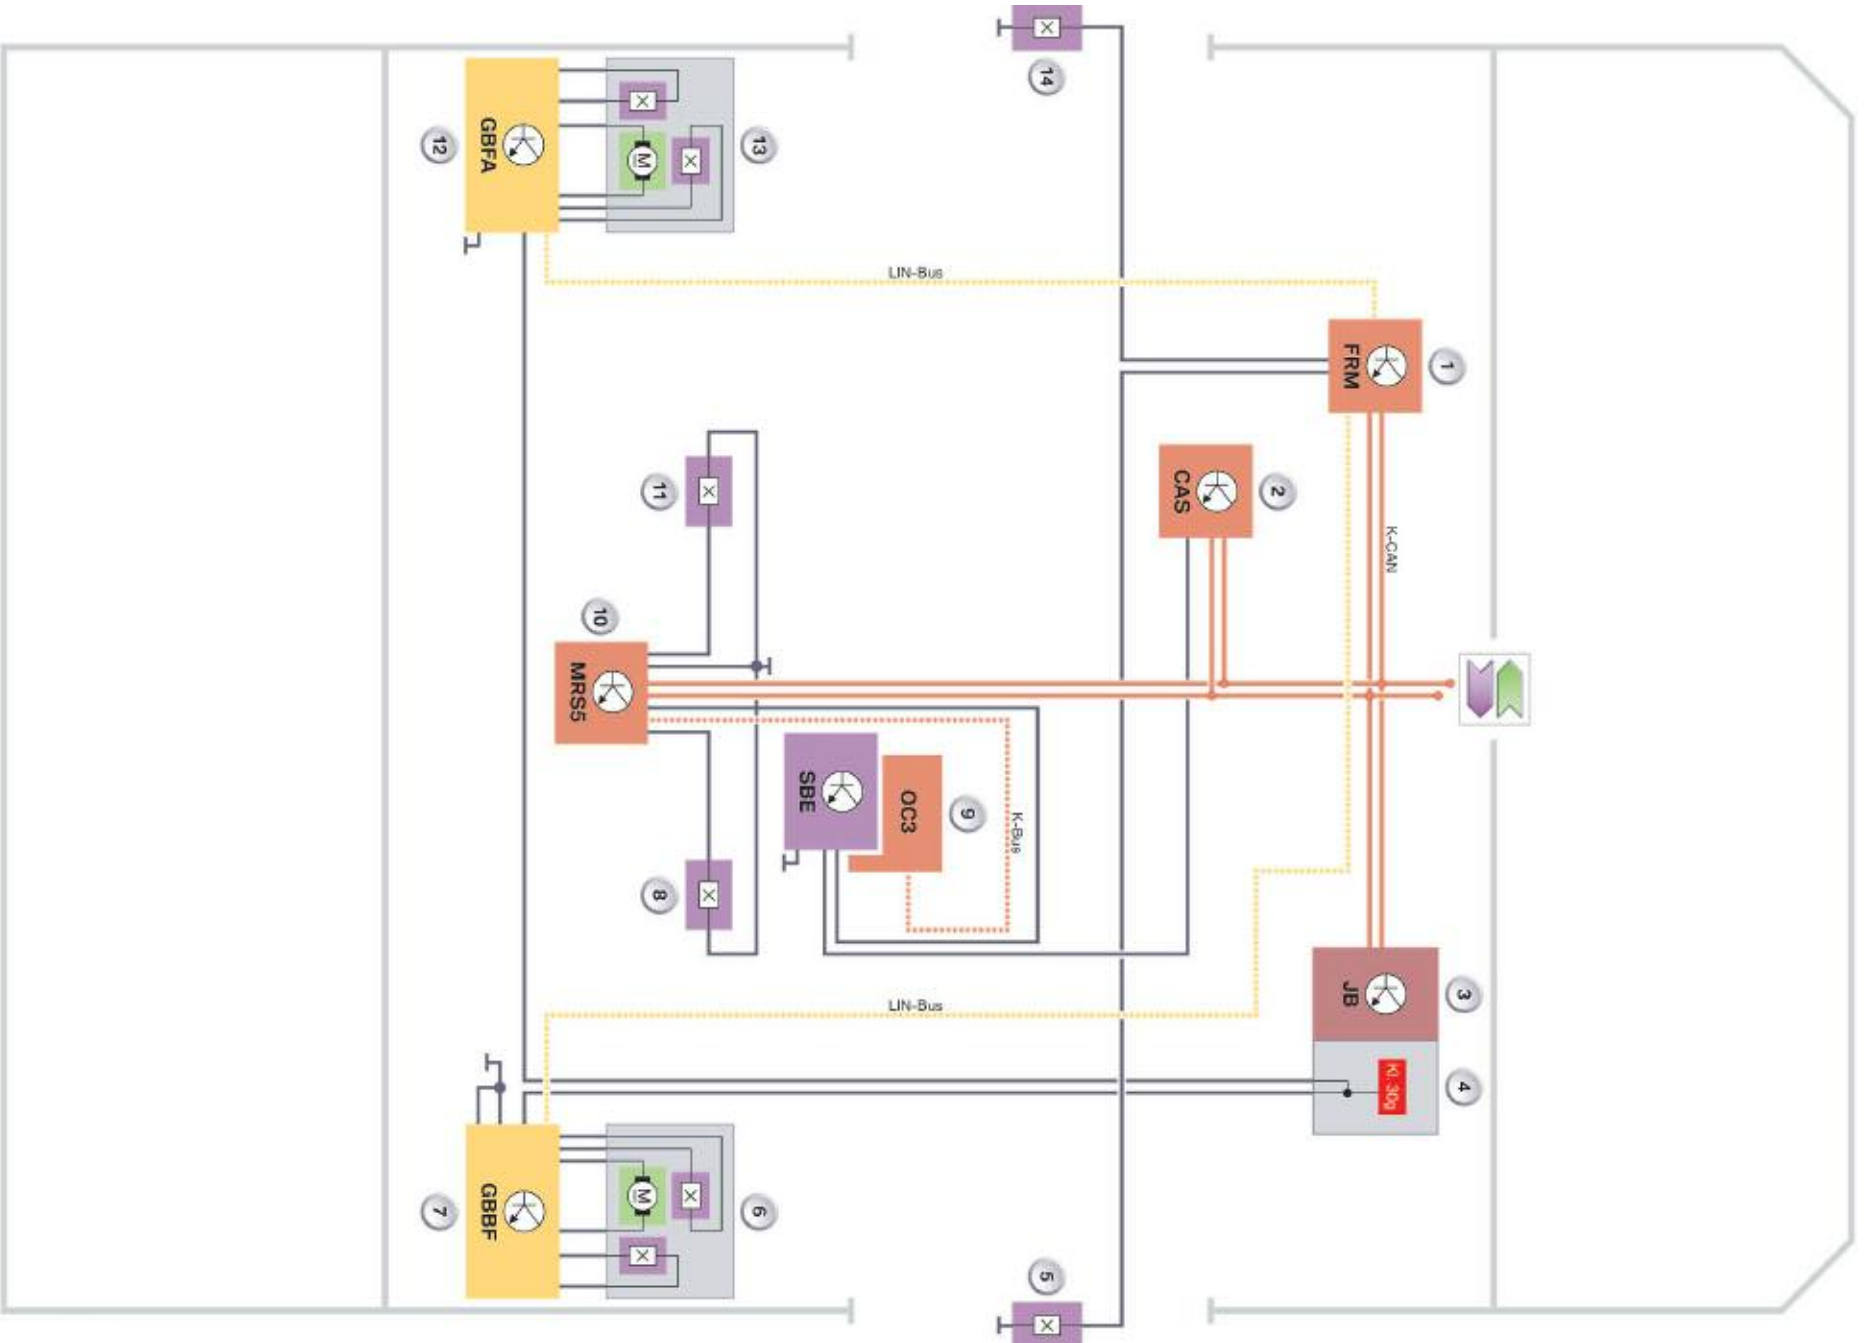 1
3
4
K-CAN
Kl. 30g
FRM
JB
2
CAS
14
5
K-Bus
9
LIN-Bus
OC3
LIN-Bus
SBE
13
6
11
8
M
M
10
MRS5
GBFA
GBBF
12
7